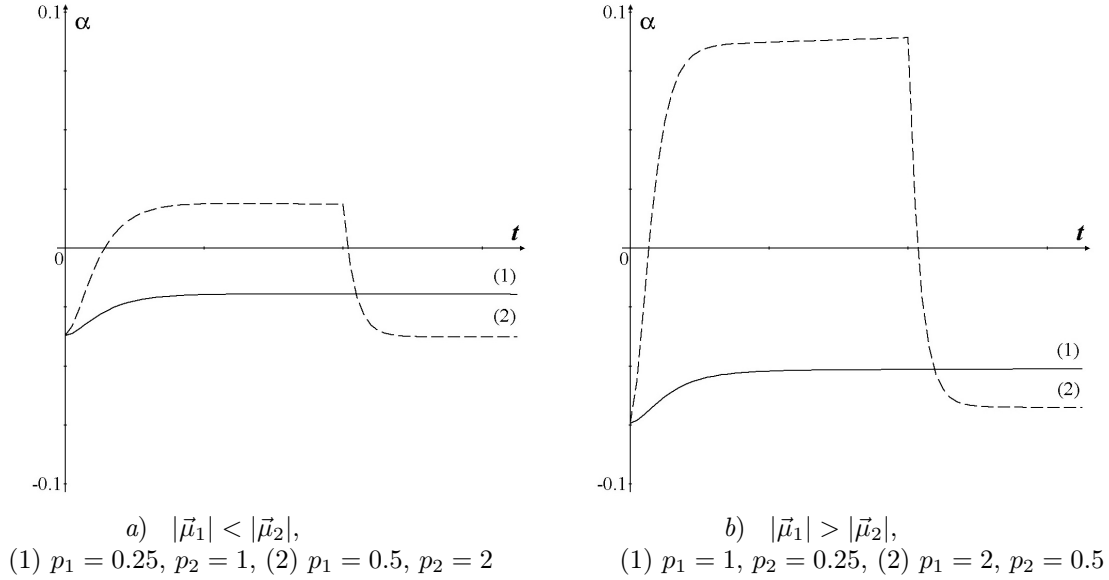 0.1
α
t
0
(1)
(2)
-0.1
a) |μ⃗₁| < |μ⃗₂|,
(1) p₁ = 0.25, p₂ = 1, (2) p₁ = 0.5, p₂ = 2
0.1
α
t
0
(1)
(2)
-0.1
b) |μ⃗₁| > |μ⃗₂|,
(1) p₁ = 1, p₂ = 0.25, (2) p₁ = 2, p₂ = 0.5